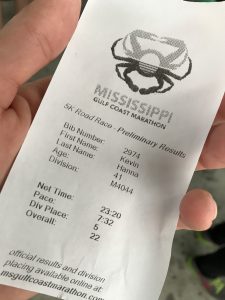 MISSISSIPPI
GULF COAST MARATHON
5K Road Race - Preliminary Results
Bib Number: 2974
First Name: Kevin
Last Name: Hanna
Age: 41
Division: M4044
Net Time: 23:20
Pace: 7:32
Div Place: 5
Overall: 22
official results and division
placing available online at:
msgulfcoastmarathon.com